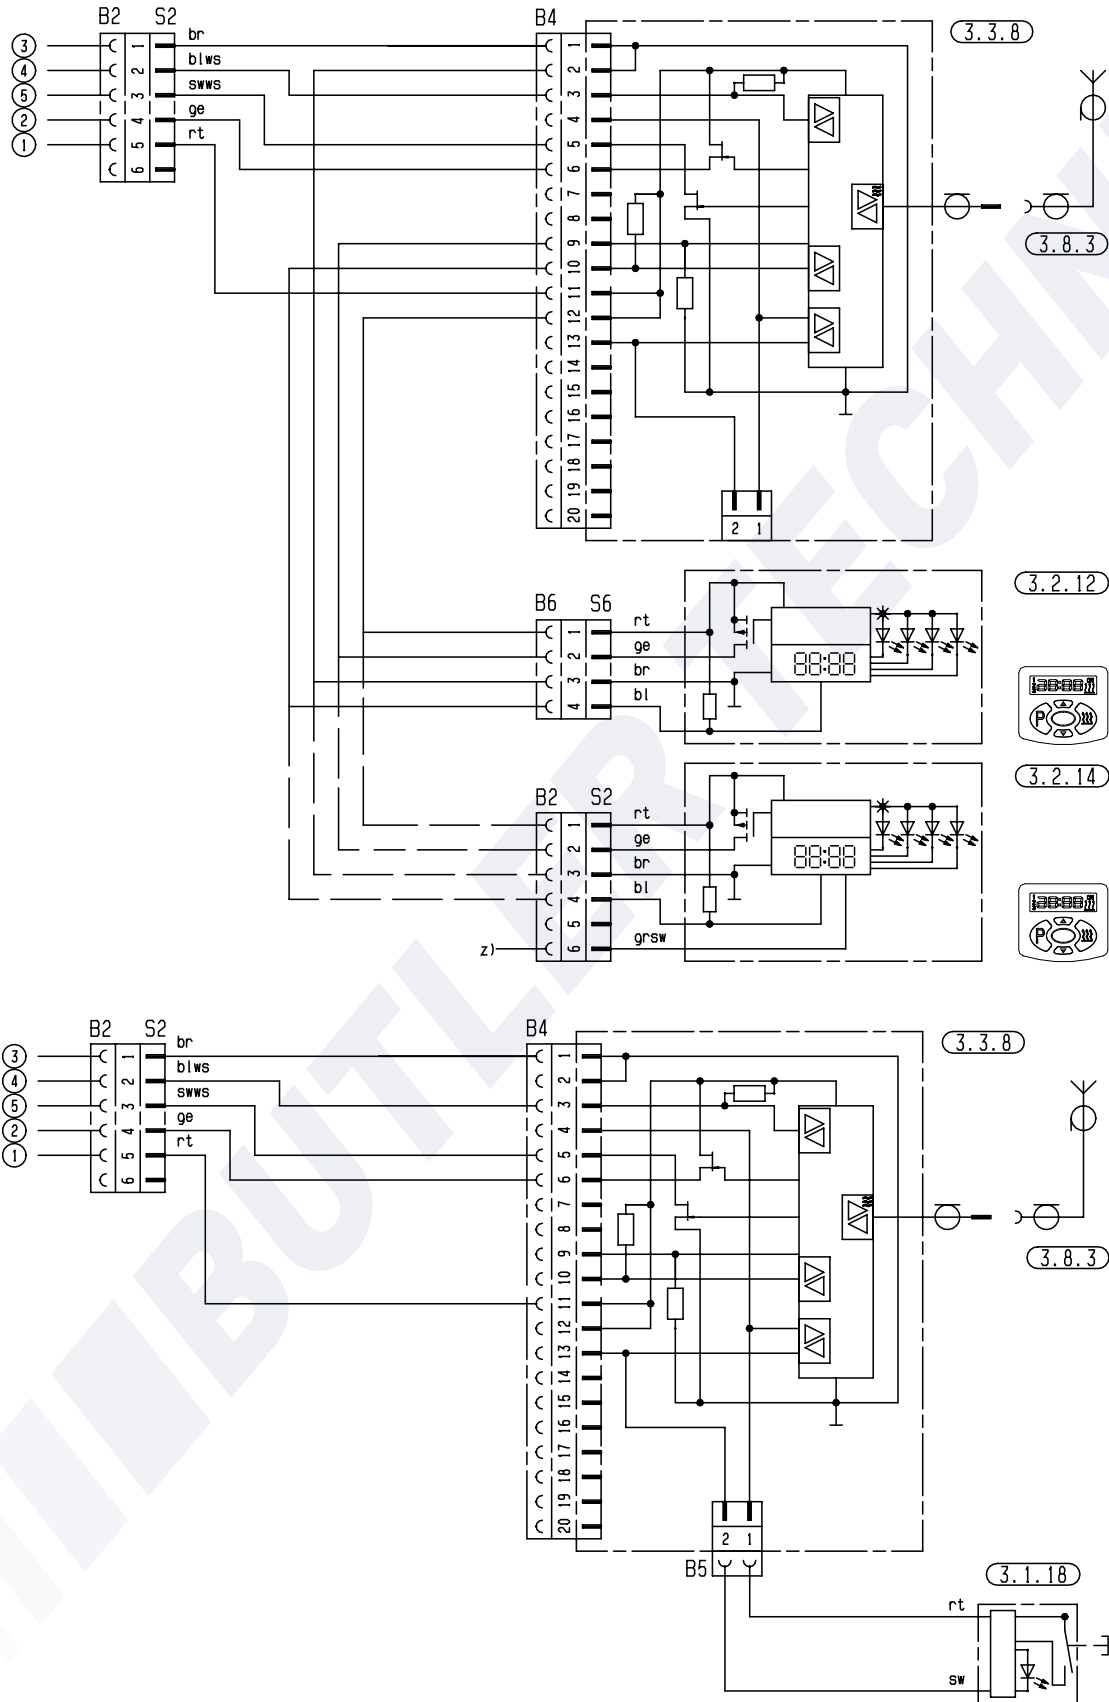 B2 S2 B4
3 1 br 1 3.3.8
4 2 blws 2
5 3 swws 3
2 4 ge 4
1 5 rt 5
6 6
7
8
9 3.8.3
10
11
12
13
14
15
16
17
18
19
20
2 1
3.2.12
B6 S6
1 rt
2 ge
3 br
4 bl
88:88
P
3.2.14
B2 S2
1 rt
2 ge
3 br
4 bl
5
z) 6 grsw
88:88
P
B2 S2 B4
3 1 br 1 3.3.8
4 2 blws 2
5 3 swws 3
2 4 ge 4
1 5 rt 5
6 6
7
8
9 3.8.3
10
11
12
13
14
15
16
17
18
19
20
2 1
B5
3.1.18
rt
sw
BUTLER TECHN